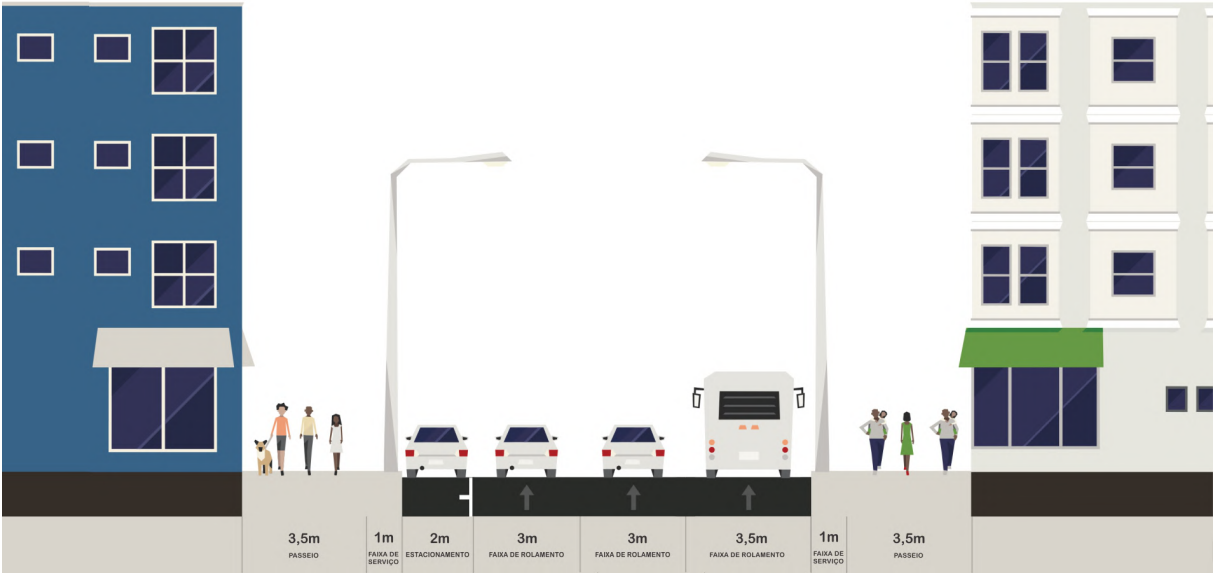 3,5m
PASSEIO
1m
FAIXA DE
SERVIÇO
2m
ESTACIONAMENTO
3m
FAIXA DE ROLAMENTO
3m
FAIXA DE ROLAMENTO
3,5m
FAIXA DE ROLAMENTO
1m
FAIXA DE
SERVIÇO
3,5m
PASSEIO